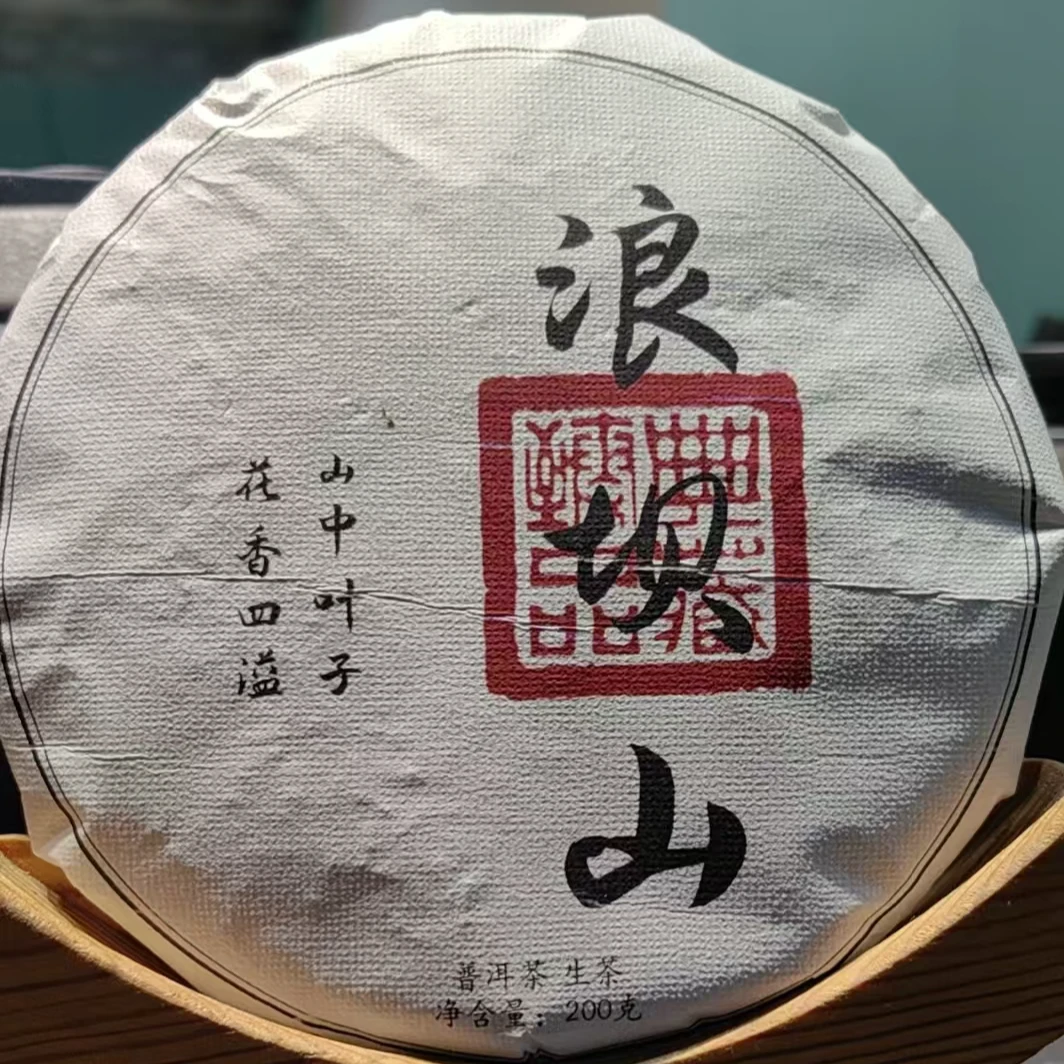 浪坝山
山中叶子
花香四溢
普洱茶 生茶
净含量：200克